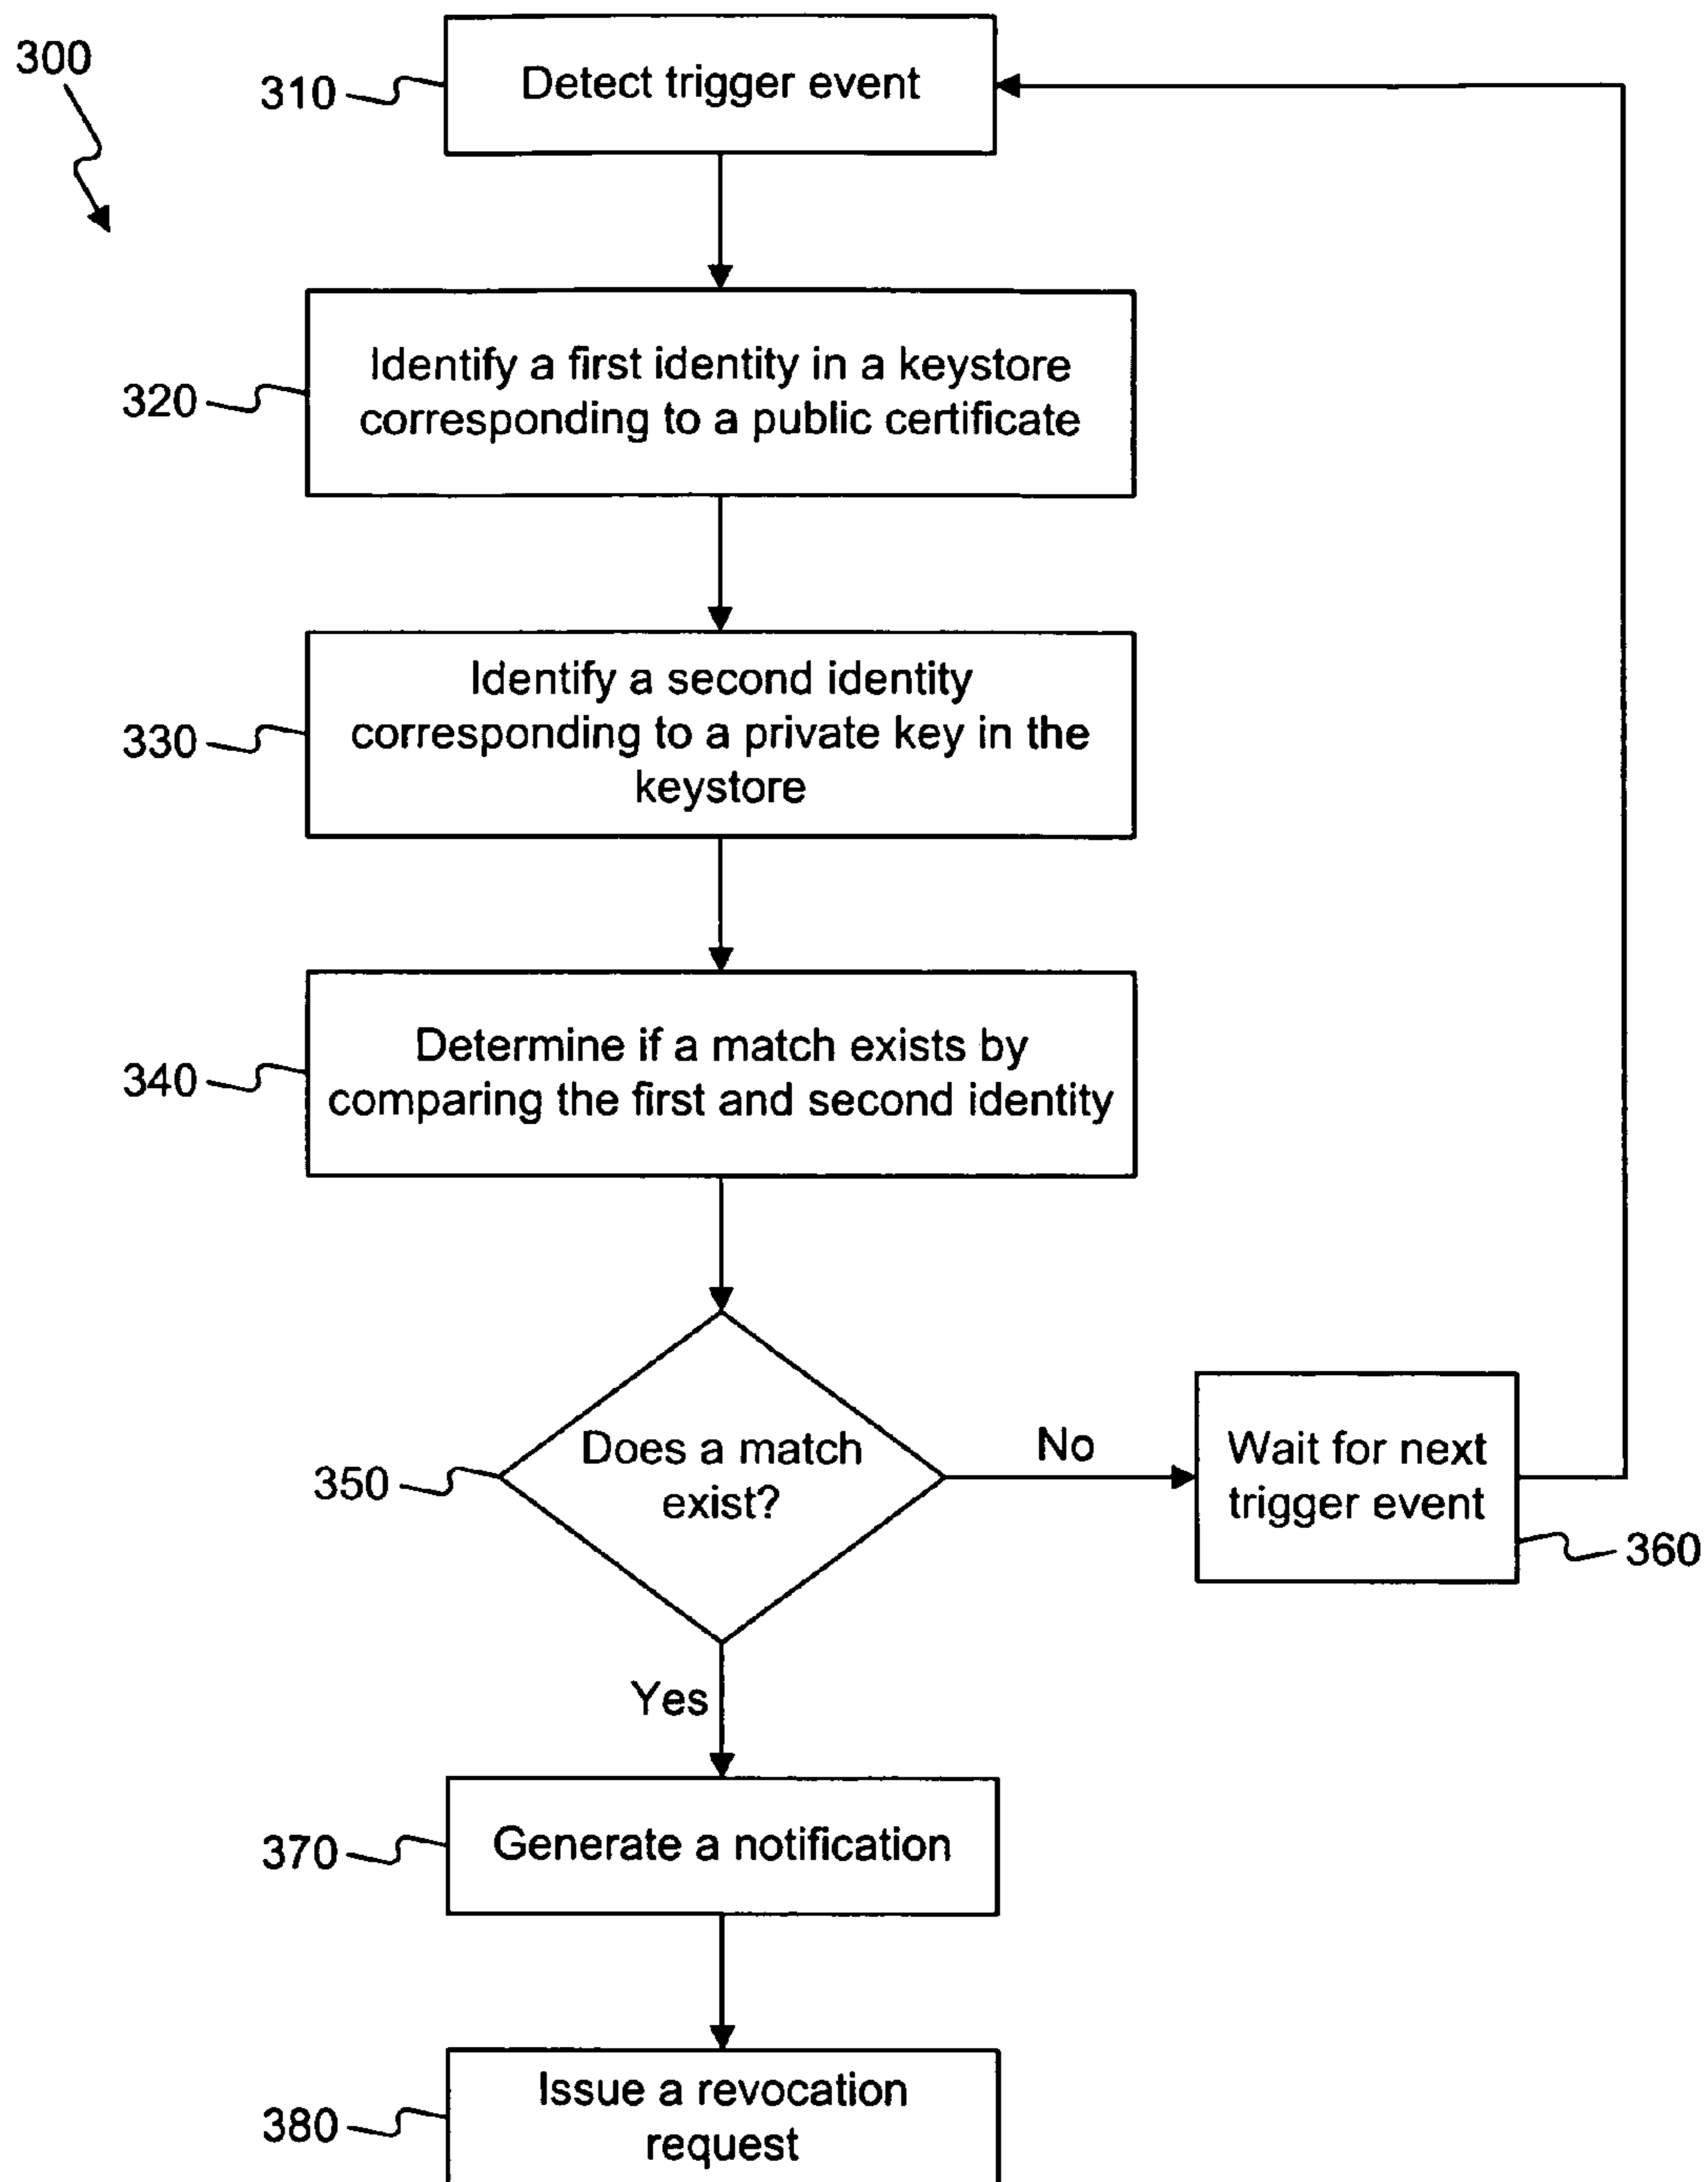 300
310
Detect trigger event
320
Identify a first identity in a keystore
corresponding to a public certificate
330
Identify a second identity
corresponding to a private key in the
keystore
340
Determine if a match exists by
comparing the first and second identity
350
Does a match
exist?
No
Wait for next
trigger event
360
Yes
370
Generate a notification
380
Issue a revocation
request